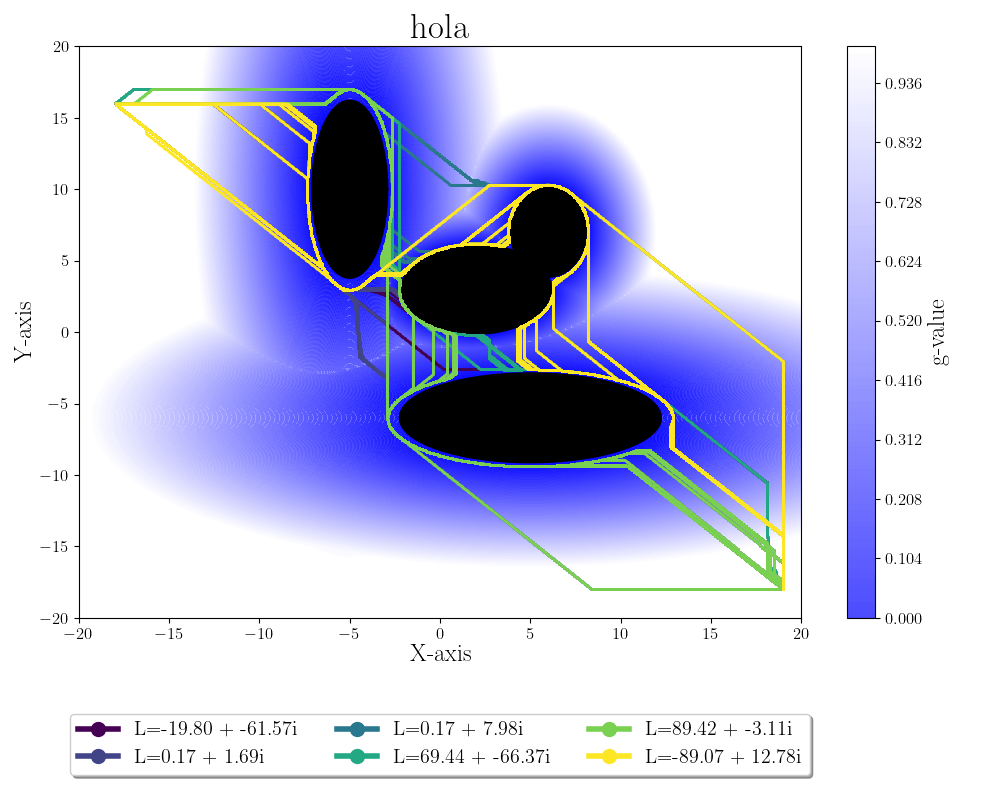 hola
20
15
10
5
0
−5
−10
−15
−20
Y-axis
−20 −15 −10 −5 0 5 10 15 20
X-axis
0.936
0.832
0.728
0.624
0.520
0.416
0.312
0.208
0.104
0.000
g-value
L=-19.80 + -61.57i L=0.17 + 7.98i L=89.42 + -3.11i
L=0.17 + 1.69i L=69.44 + -66.37i L=-89.07 + 12.78i